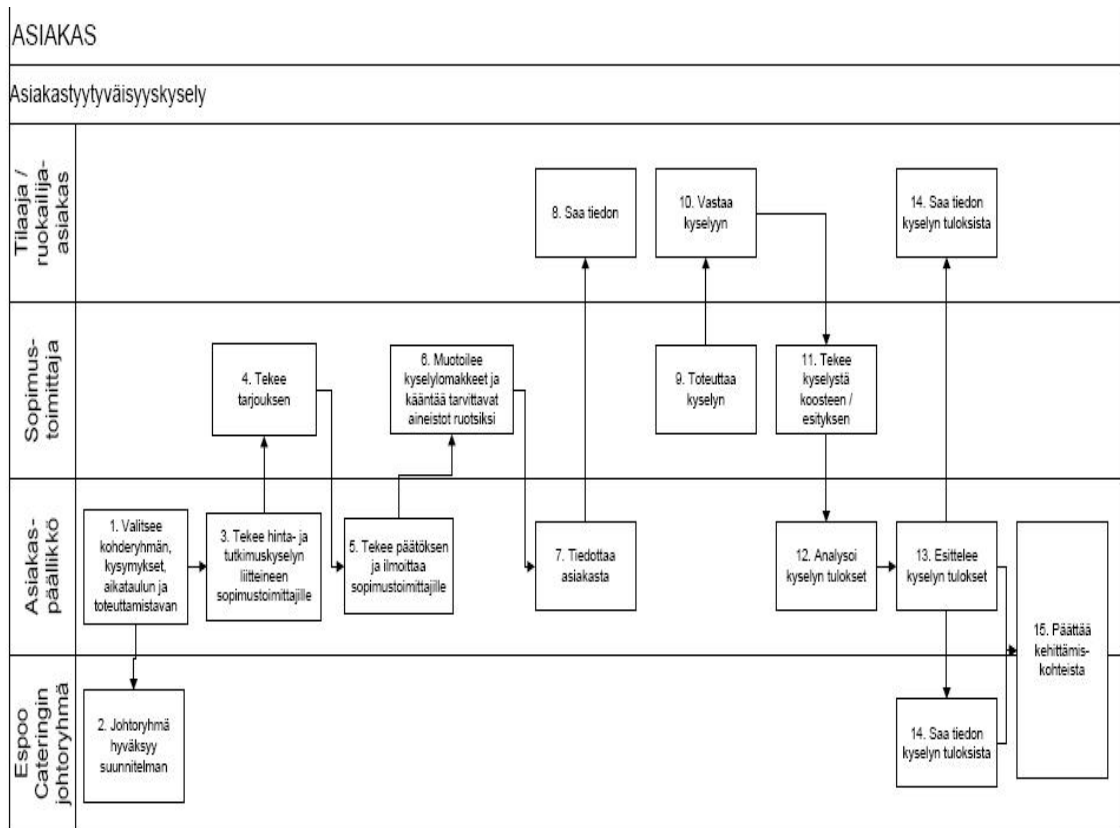 ASIAKAS
Asiakastyytyväisyyskysely
Tilaaja /
ruokailija-
asiakas
8. Saa tiedon
10. Vastaa
kyselyyn
14. Saa tiedon
kyselyn tuloksista
Sopimus-
toimittaja
4. Tekee
tarjouksen
6. Muotoilee
kyselylomakkeet ja
kääntää tarvittavat
aineistot ruotsiksi
9. Toteuttaa
kyselyn
11. Tekee
kyselystä
koosteen /
esityksen
Asiakas-
päällikkö
1. Valitsee
kohderyhmän,
kysymykset,
aikataulun ja
toteuttamistavan
3. Tekee hinta- ja
tutkimuskyselyn
liitteineen
sopimustoimittajille
5. Tekee päätöksen
ja ilmoittaa
sopimustoimittajille
7. Tiedottaa
asiakasta
12. Analysoi
kyselyn tulokset
13. Esittelee
kyselyn tulokset
15. Päättää
kehittämis-
kohteista
Espoo
Cateringin
johtoryhmä
2. Johtoryhmä
hyväksyy
suunnitelman
14. Saa tiedon
kyselyn tuloksista